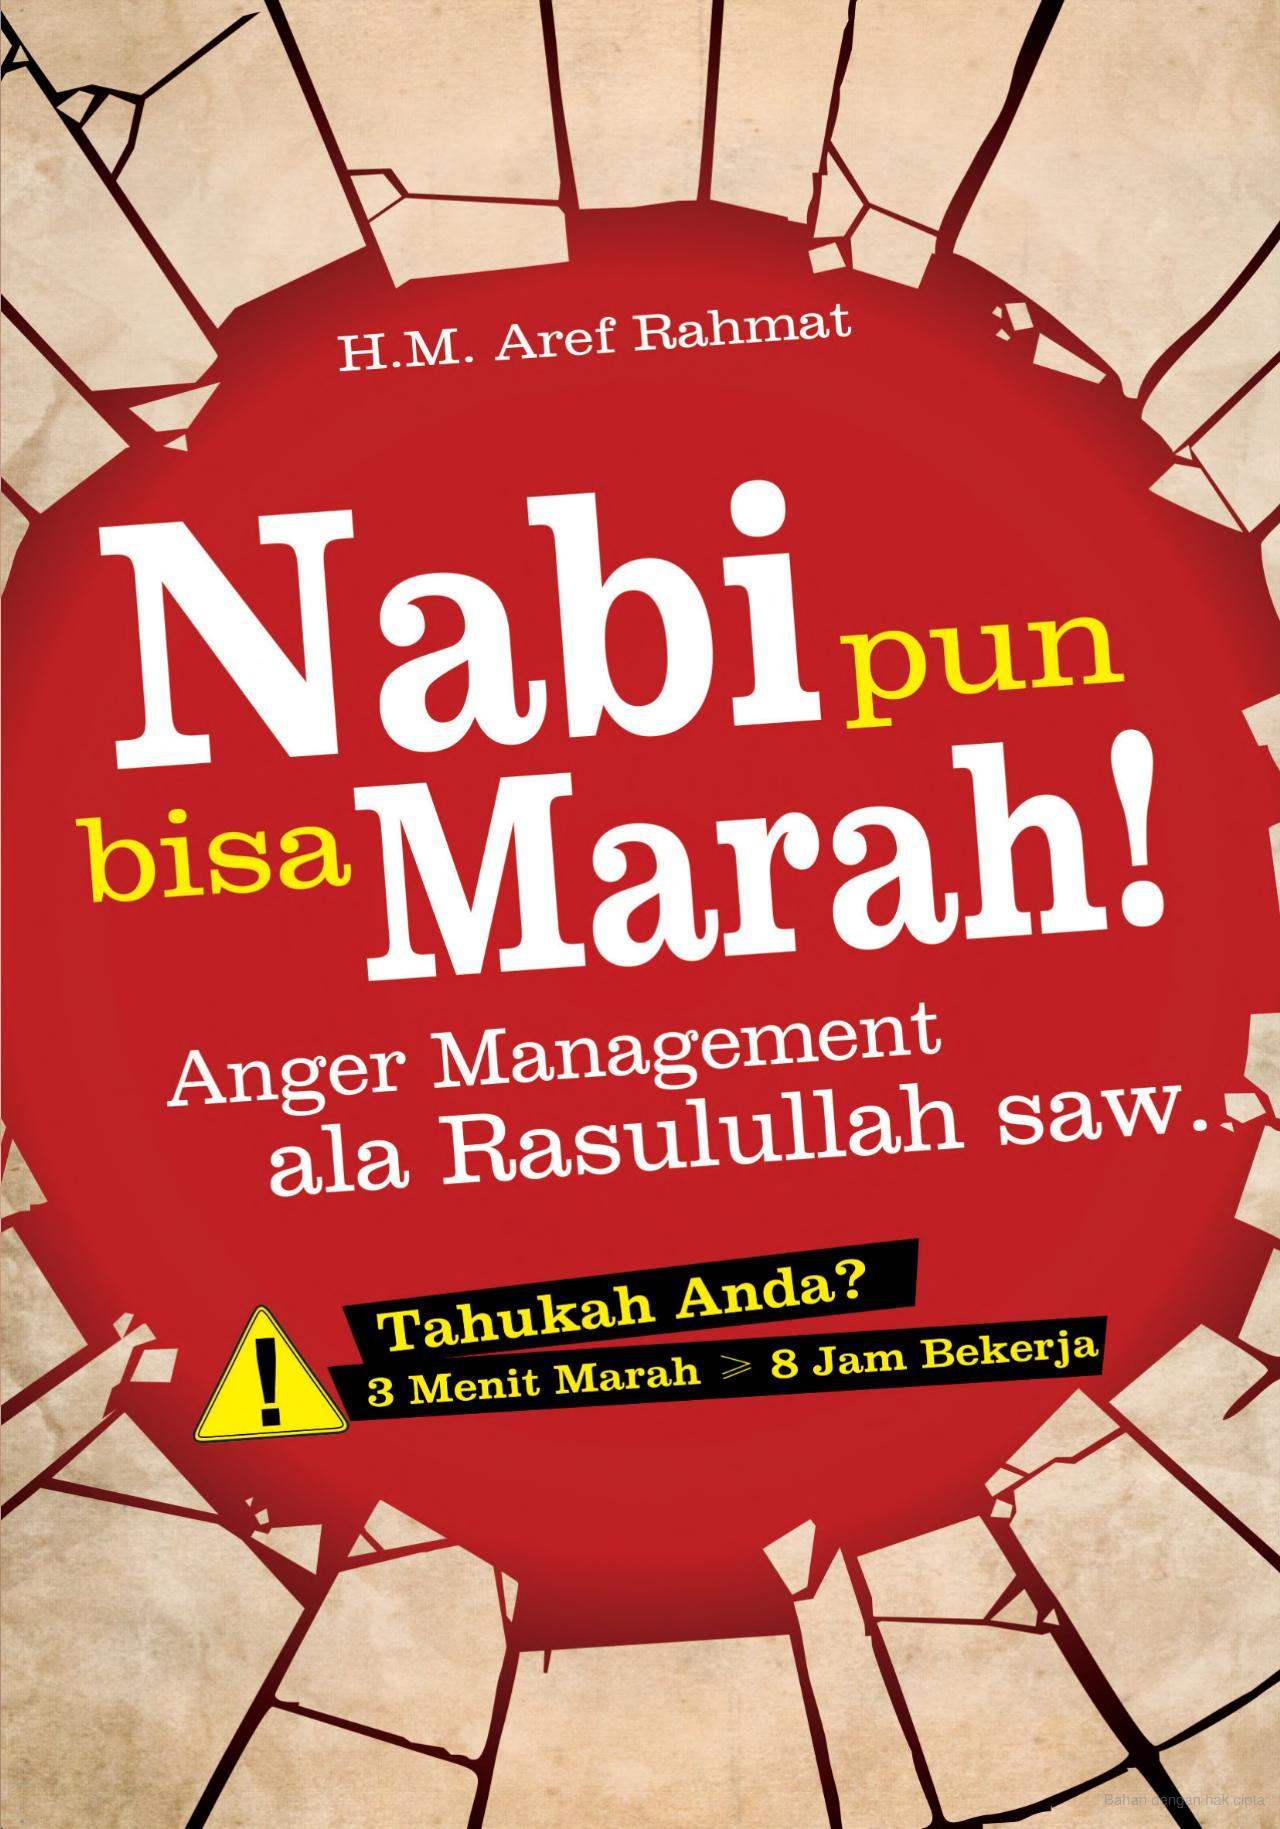 H.M. Aref Rahmat
Nabi pun
bisa Marah!
Anger Management
ala Rasulullah saw.
Tahukah Anda?
3 Menit Marah ⩾ 8 Jam Bekerja
Bahan dengan hak cipta